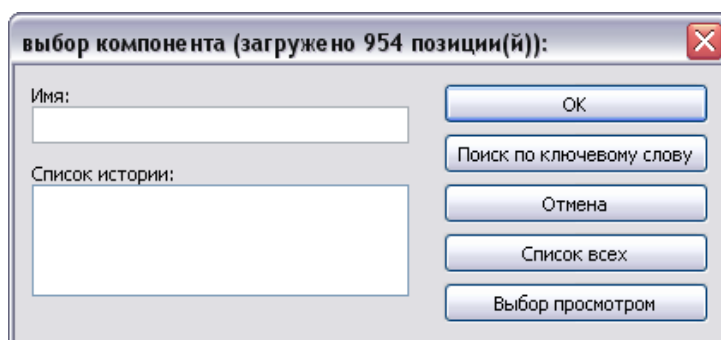 выбор компонента (загружено 954 позиции(й)):
Имя:
OK
Поиск по ключевому слову
Список истории:
Отмена
Список всех
Выбор просмотром